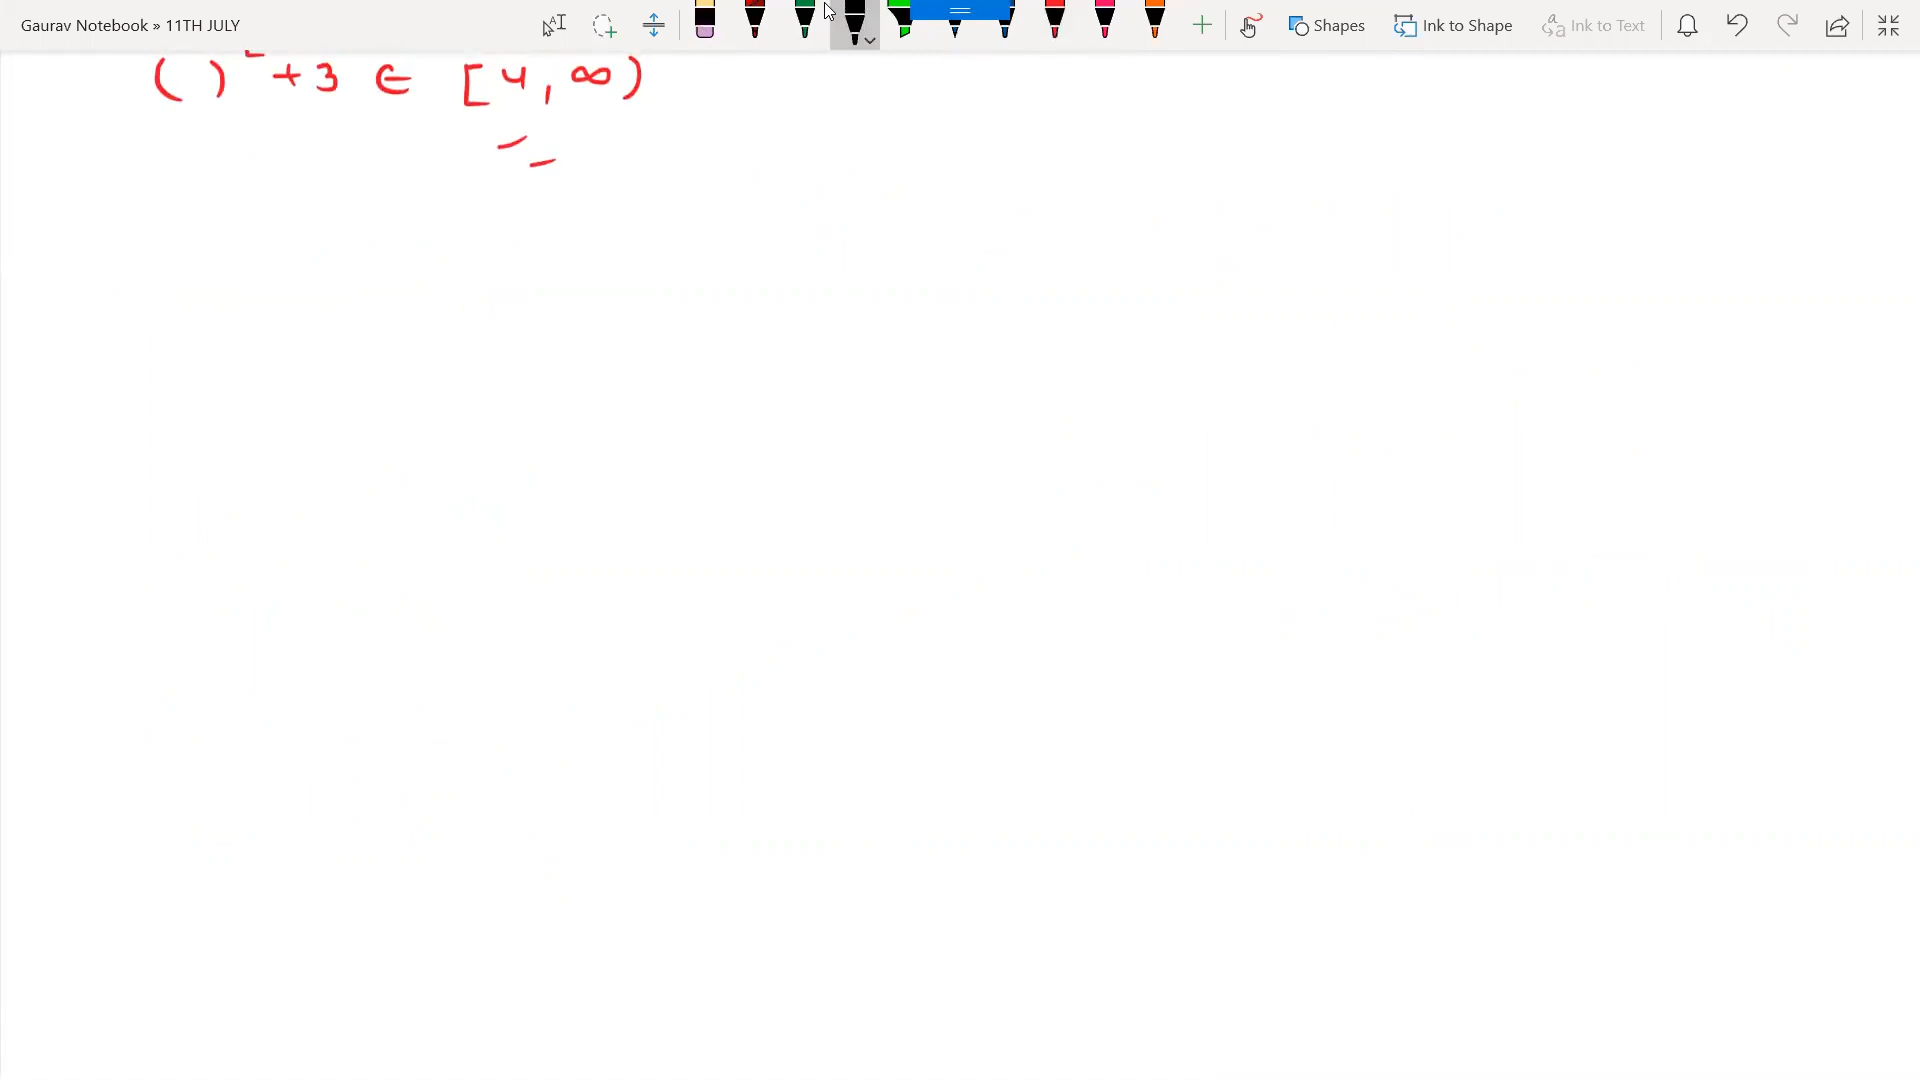 Gaurav Notebook » 11TH JULY
Shapes
Ink to Shape
Ink to Text
( )² + 3 ∈ [4, ∞)